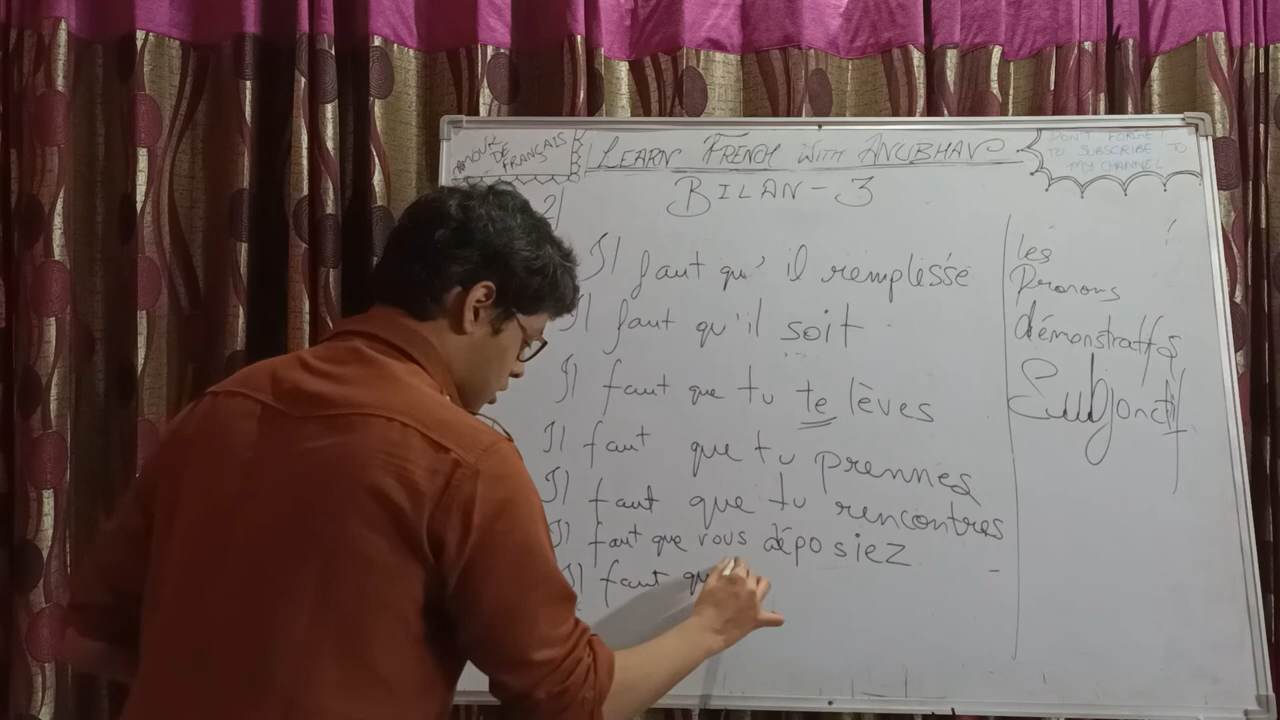 AMOUR DE FRANÇAIS
LEARN FRENCH WITH ANUBHAV
DON'T FORGET
TO SUBSCRIBE TO
MY CHANNEL
BILAN - 3
2
Il faut qu'il remplisse
Il faut qu'il soit
Il faut que tu te lèves
Il faut que tu prennes
Il faut que tu rencontres
Il faut que vous déposiez
Il faut qu
les
Pronoms
démonstratifs
Subjonctif